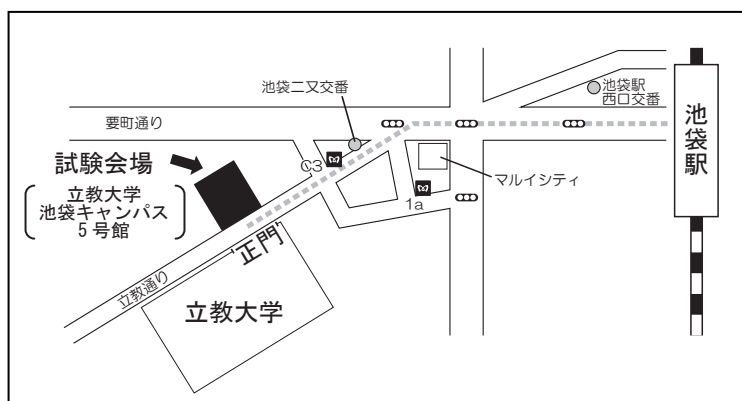 池袋二又交番
要町通り
池袋駅
西口交番
池袋駅
試験会場
立教大学
池袋キャンパス
5号館
C3
マルイシティ
1a
正門
立教通り
立教大学